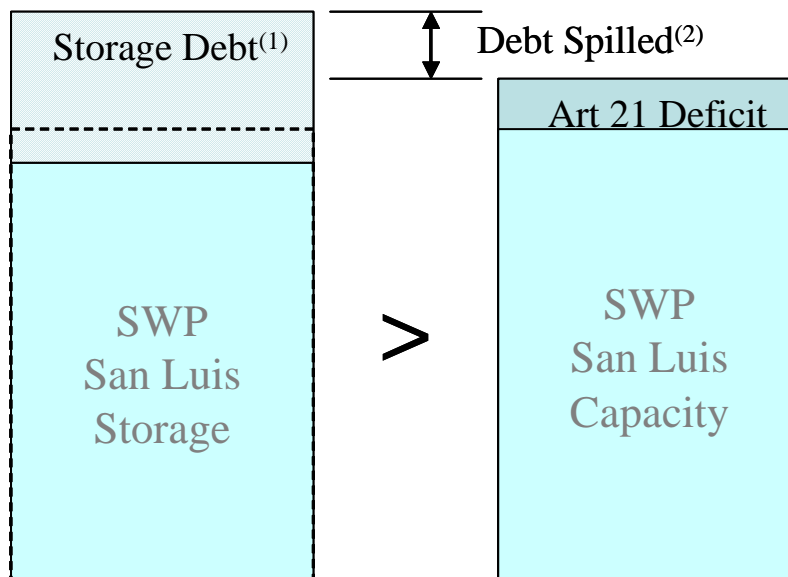 Storage Debt(1)
Debt Spilled(2)
Art 21 Deficit
SWP
San Luis
Storage
>
SWP
San Luis
Capacity